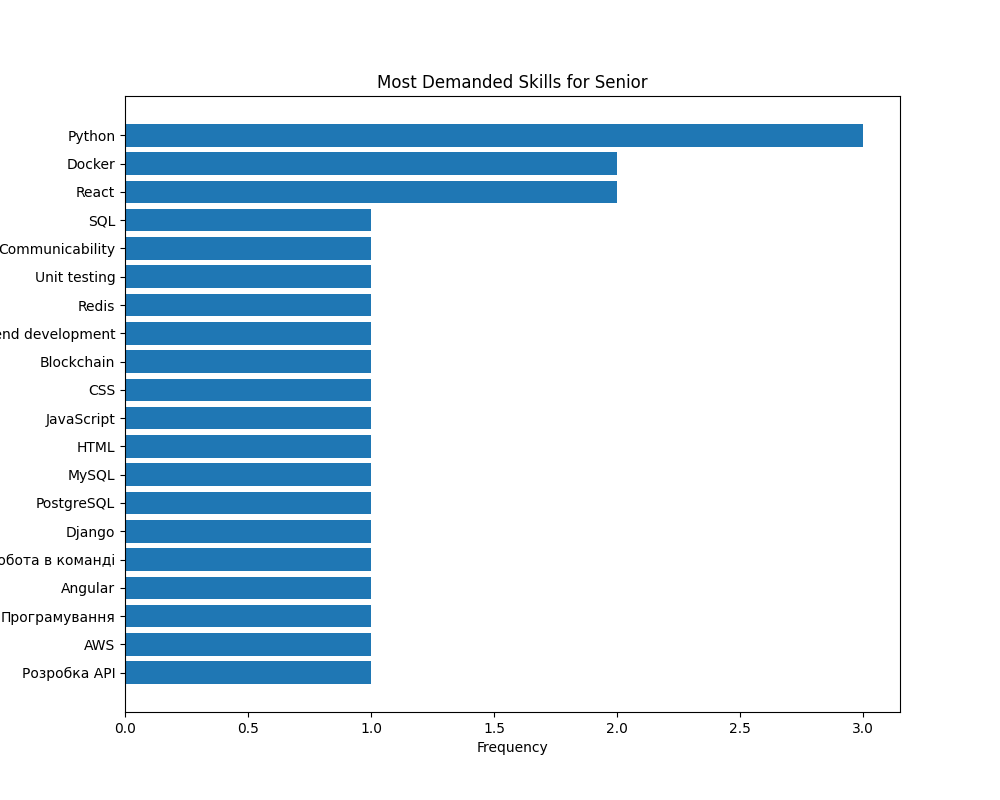 Most Demanded Skills for Senior
Python
Docker
React
SQL
Communicability
Unit testing
Redis
development
Blockchain
CSS
JavaScript
HTML
MySQL
PostgreSQL
Django
в команді
Angular
Програмування
AWS
Розробка API
0.0 0.5 1.0 1.5 2.0 2.5 3.0
Frequency